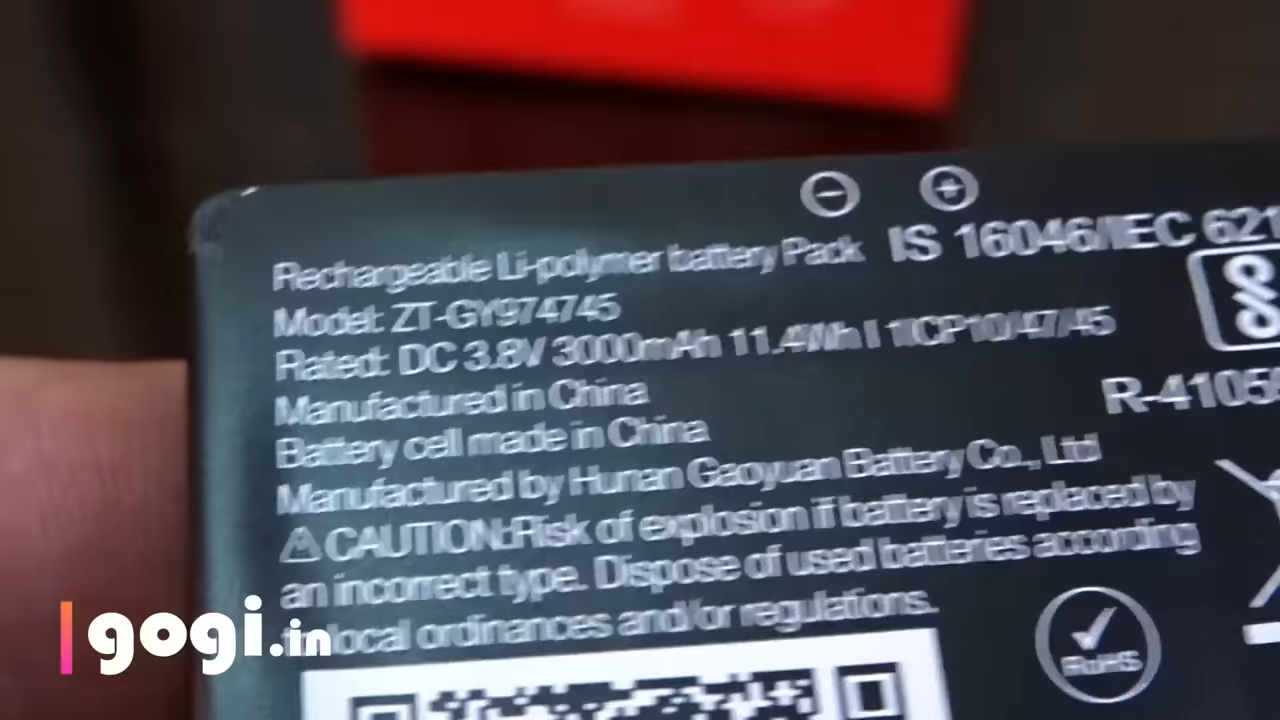 IS 16046/IEC 621
Rechargeable Li-polymer battery Pack
Model: ZT-GY974745
Rated: DC 3.8V 3000mAh 11.4Wh 1ICP10/47/45
R-4105
Manufactured in China
Battery cell made in China
Manufactured by Hunan Gaoyuan Battery Co., Ltd
⚠CAUTION:Risk of explosion if battery is replaced by
an incorrect type. Dispose of used batteries according
local ordinances and/or regulations.
RoHS
gogi.in